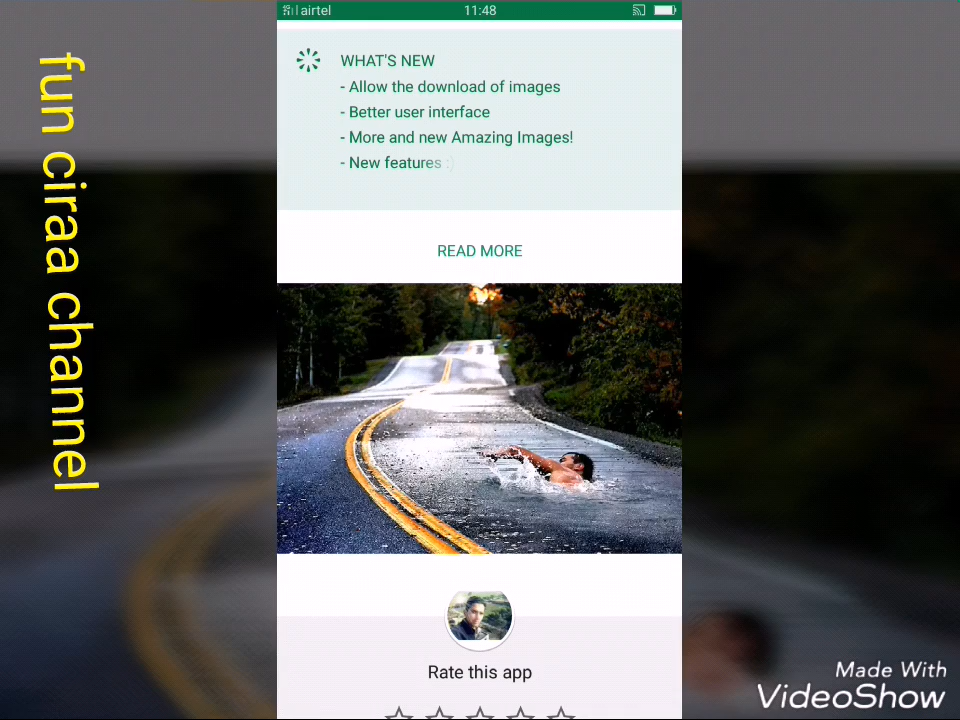 airtel 11:48
fun ciraa channel
WHAT'S NEW
- Allow the download of images
- Better user interface
- More and new Amazing Images!
- New features :)
READ MORE
Rate this app
Made With
VideoShow